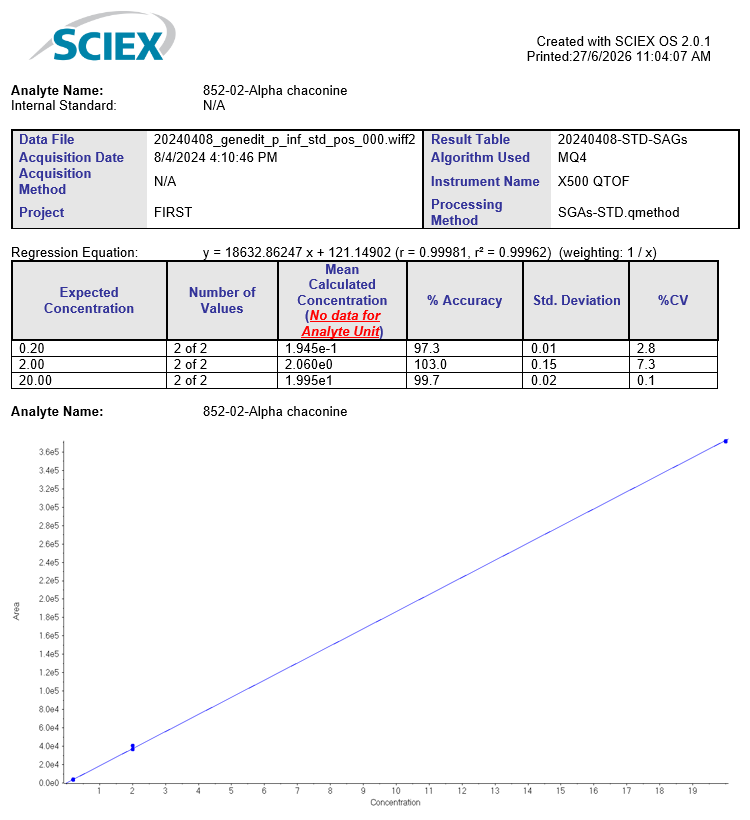 SCIEX
Created with SCIEX OS 2.0.1
Printed:27/6/2026 11:04:07 AM
Analyte Name: 852-02-Alpha chaconine
Internal Standard: N/A
Data File 20240408_genedit_p_inf_std_pos_000.wiff2 Result Table 20240408-STD-SAGs
Acquisition Date 8/4/2024 4:10:46 PM Algorithm Used MQ4
Acquisition
Method N/A Instrument Name X500 QTOF
Project FIRST Processing
Method SGAs-STD.qmethod
Regression Equation: y = 18632.86247 x + 121.14902 (r = 0.99981, r² = 0.99962) (weighting: 1 / x)
Expected
Concentration
Number of
Values
Mean
Calculated
Concentration
(No data for
Analyte Unit)
% Accuracy
Std. Deviation
%CV
0.20 2 of 2 1.945e-1 97.3 0.01 2.8
2.00 2 of 2 2.060e0 103.0 0.15 7.3
20.00 2 of 2 1.995e1 99.7 0.02 0.1
Analyte Name: 852-02-Alpha chaconine
3.6e5
3.4e5
3.2e5
3.0e5
2.8e5
2.6e5
2.4e5
2.2e5
2.0e5
1.8e5
1.6e5
1.4e5
1.2e5
1.0e5
8.0e4
6.0e4
4.0e4
2.0e4
0.0e0
Area
1 2 3 4 5 6 7 8 9 10 11 12 13 14 15 16 17 18 19
Concentration